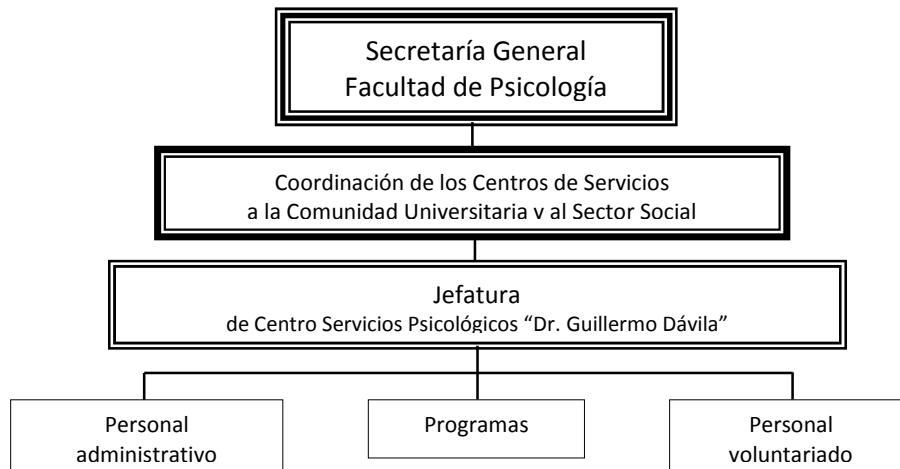 Secretaría General
Facultad de Psicología
Coordinación de los Centros de Servicios
a la Comunidad Universitaria y al Sector Social
Jefatura
de Centro Servicios Psicológicos “Dr. Guillermo Dávila”
Personal
administrativo
Programas
Personal
voluntariado